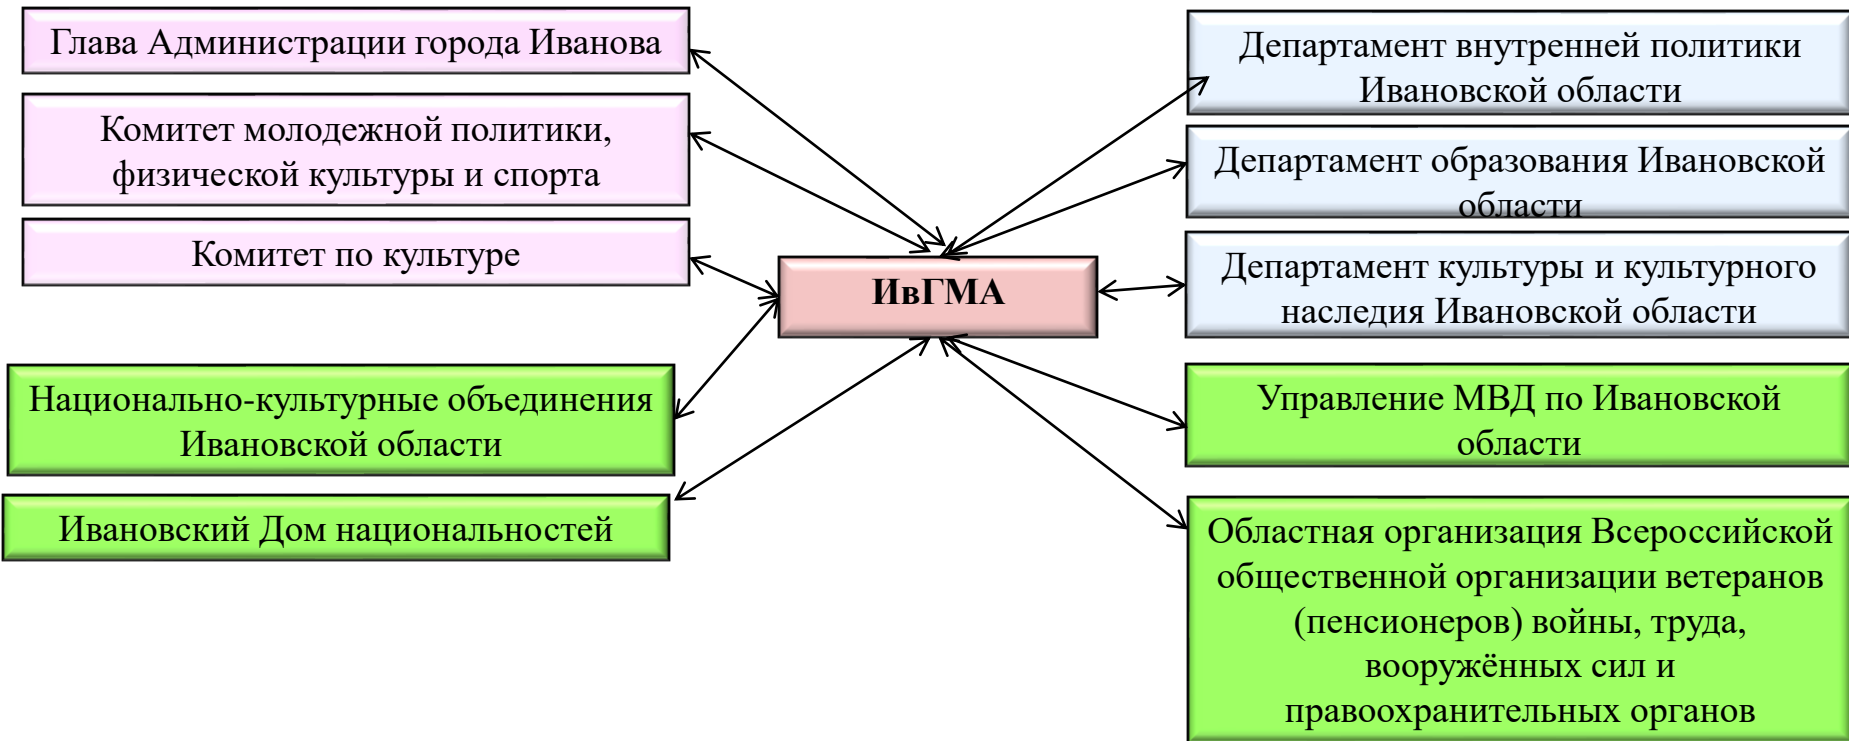 Глава Администрации города Иванова
Комитет молодежной политики,
физической культуры и спорта
Комитет по культуре
Национально-культурные объединения
Ивановской области
Ивановский Дом национальностей
ИвГМА
Департамент внутренней политики
Ивановской области
Департамент образования Ивановской
области
Департамент культуры и культурного
наследия Ивановской области
Управление МВД по Ивановской
области
Областная организация Всероссийской
общественной организации ветеранов
(пенсионеров) войны, труда,
вооружённых сил и
правоохранительных органов